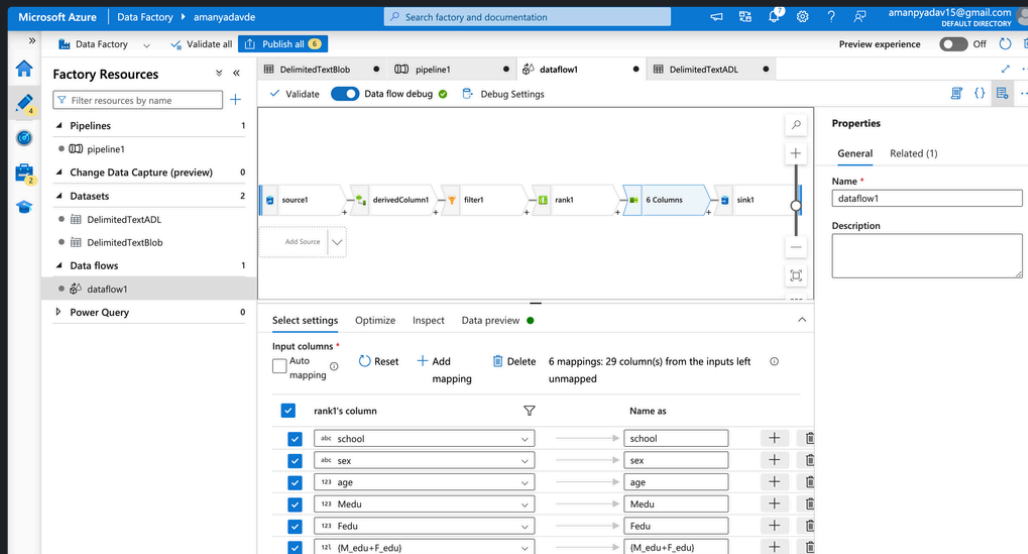 Microsoft Azure Data Factory amanyadavde Search factory and documentation 7 amanpyadav15@gmail.com
DEFAULT DIRECTORY
» Data Factory Validate all Publish all 6 Preview experience Off
Factory Resources
Filter resources by name
4
2
Pipelines 1
pipeline1
Change Data Capture (preview) 0
Datasets 2
DelimitedTextADL
DelimitedTextBlob
Data flows 1
dataflow1
Power Query 0
DelimitedTextBlob pipeline1 dataflow1 DelimitedTextADL
Validate Data flow debug Debug Settings
source1 derivedColumn1 filter1 rank1 6 Columns sink1
Add Source
Properties
General Related (1)
Name *
dataflow1
Description
Select settings Optimize Inspect Data preview
Input columns *
Auto mapping Reset + Add mapping Delete 6 mappings: 29 column(s) from the inputs left unmapped
rank1's column Name as
abc school school
abc sex sex
123 age age
123 Medu Medu
123 Fedu Fedu
12l {M_edu+F_edu} {M_edu+F_edu}